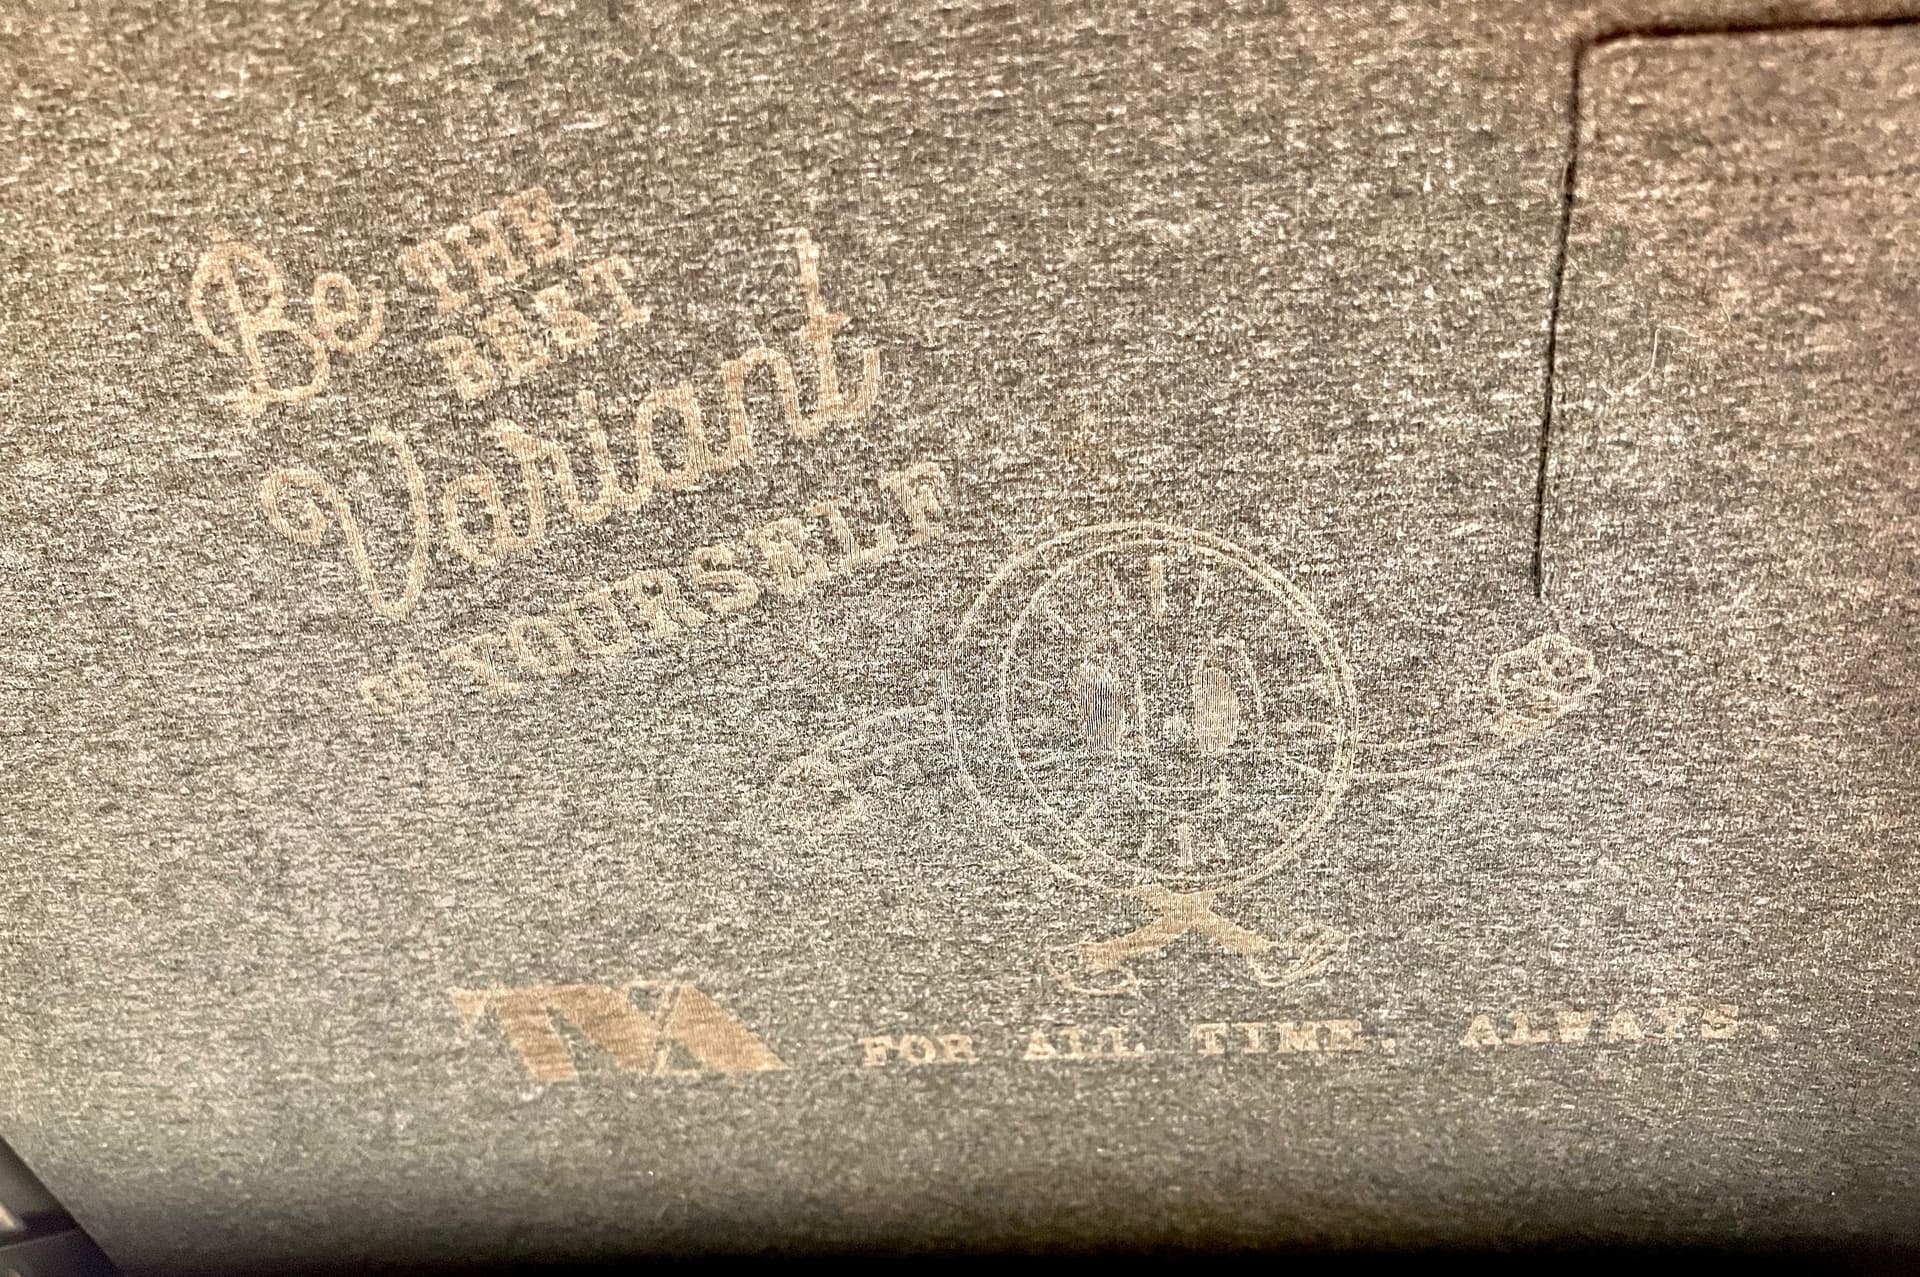 Be THE
BEST
Variant
OF YOURSELF
TVA FOR ALL TIME. ALWAYS.